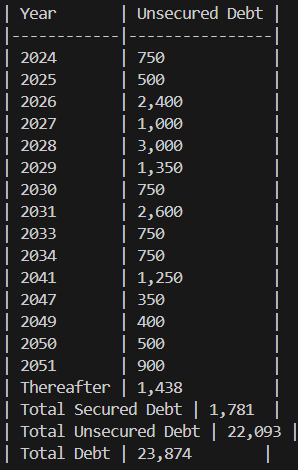 | Year       | Unsecured Debt |
|------------|----------------|
| 2024       | 750            |
| 2025       | 500            |
| 2026       | 2,400          |
| 2027       | 1,000          |
| 2028       | 3,000          |
| 2029       | 1,350          |
| 2030       | 750            |
| 2031       | 2,600          |
| 2033       | 750            |
| 2034       | 750            |
| 2041       | 1,250          |
| 2047       | 350            |
| 2049       | 400            |
| 2050       | 500            |
| 2051       | 900            |
| Thereafter | 1,438          |
| Total Secured Debt | 1,781  |
| Total Unsecured Debt | 22,093 |
| Total Debt | 23,874        |